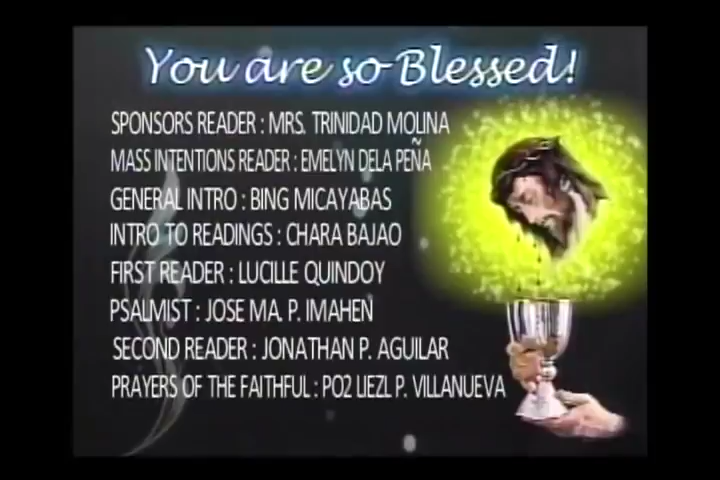 You are so Blessed!
SPONSORS READER : MRS. TRINIDAD MOLINA
MASS INTENTIONS READER : EMELYN DELA PEÑA
GENERAL INTRO : BING MICAYABAS
INTRO TO READINGS : CHARA BAJAO
FIRST READER : LUCILLE QUINDOY
PSALMIST : JOSE MA. P. IMAHEN
SECOND READER : JONATHAN P. AGUILAR
PRAYERS OF THE FAITHFUL : PO2 LIEZL P. VILLANUEVA